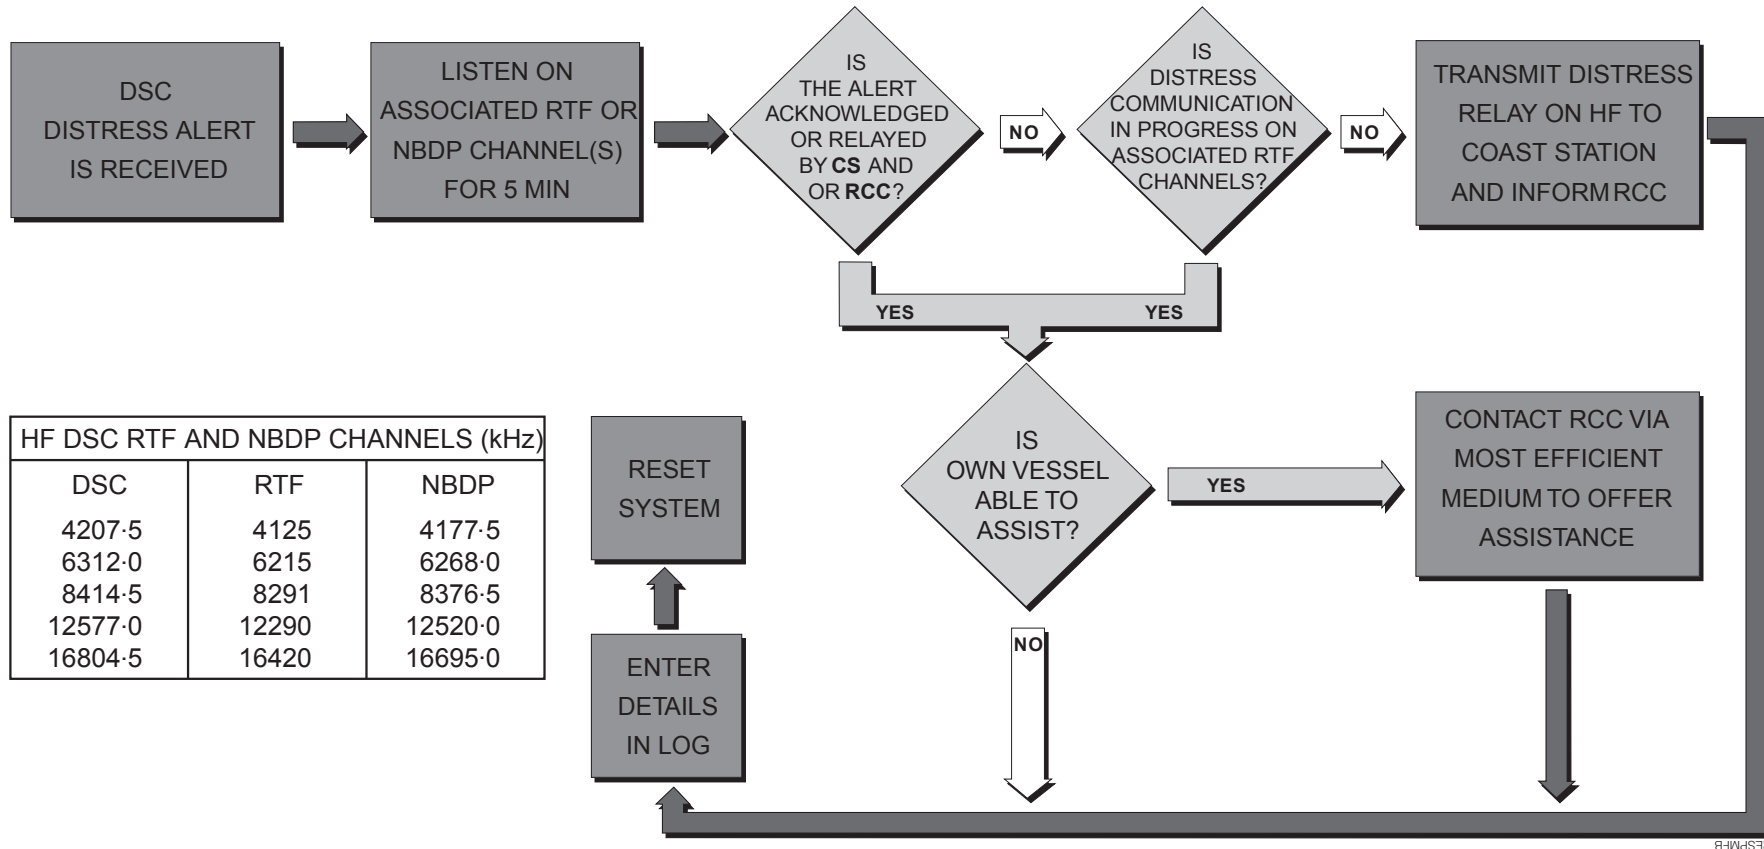 DSC
DISTRESS ALERT
IS RECEIVED
LISTEN ON
ASSOCIATED RTF OR
NBDP CHANNEL(S)
FOR 5 MIN
IS
THE ALERT
ACKNOWLEDGED
OR RELAYED
BY CS AND
OR RCC?
NO
IS
DISTRESS
COMMUNICATION
IN PROGRESS ON
ASSOCIATED RTF
CHANNELS?
NO
TRANSMIT DISTRESS
RELAY ON HF TO
COAST STATION
AND INFORM RCC
YES
YES
IS
OWN VESSEL
ABLE TO
ASSIST?
YES
CONTACT RCC VIA
MOST EFFICIENT
MEDIUM TO OFFER
ASSISTANCE
NO
RESET
SYSTEM
ENTER
DETAILS
IN LOG
HF DSC RTF AND NBDP CHANNELS (kHz)
DSC RTF NBDP
4207·5 4125 4177·5
6312·0 6215 6268·0
8414·5 8291 8376·5
12577·0 12290 12520·0
16804·5 16420 16695·0